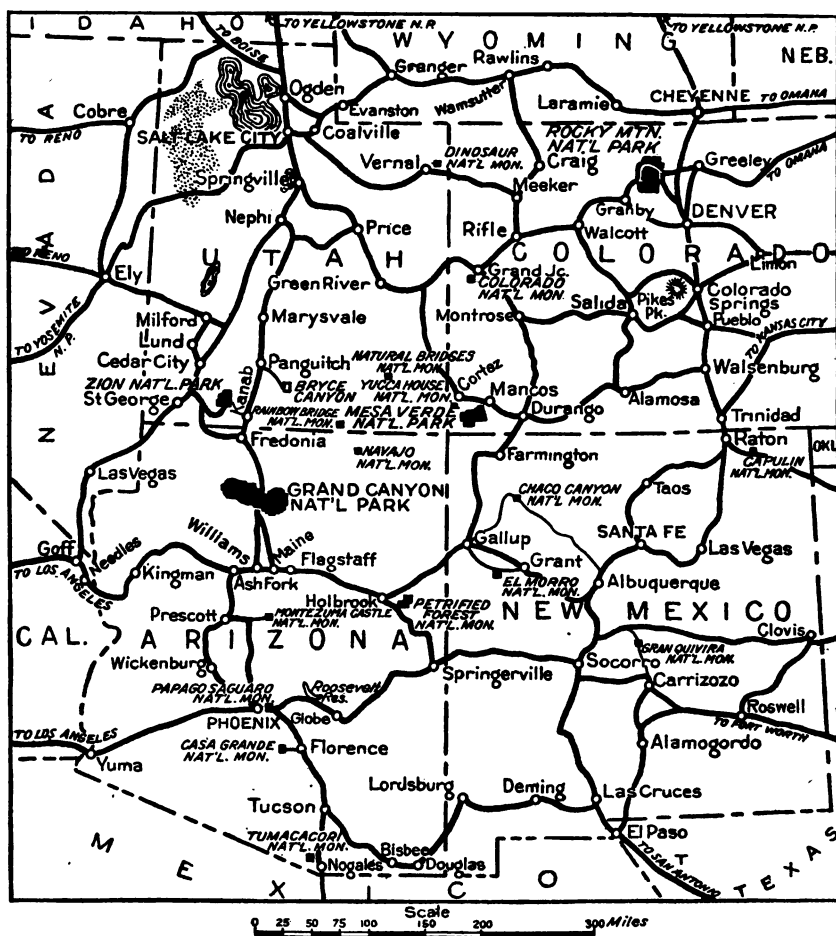 IDAHO
TO BOISE
TO YELLOWSTONE N.P.
WYOMING
TO YELLOWSTONE N.P.
NEB.
Granger
Rawlins
Wamsutter
Ogden
Evanston
Laramie
CHEYENNE
TO OMAHA
Cobre
TO RENO
SALT LAKE CITY
Coalville
ROCKY MTN.
NAT'L PARK
Vernal
DINOSAUR
NAT'L MON.
Craig
Greeley
TO OMAHA
Springville
Meeker
Granby
DENVER
Nephi
Price
Rifle
Walcott
NEVADA
UTAH
COLORADO
TO RENO
Limon
Ely
Green River
Grand Jc.
COLORADO
NAT'L MON.
Salida
Pikes
Pk.
Colorado
Springs
TO YOSEMITE
N.P.
Milford
Marysvale
Montrose
Pueblo
TO KANSAS CITY
Lund
Cedar City
Panguitch
NATURAL BRIDGES
NAT'L MON.
Cortez
Walsenburg
ZION NAT'L. PARK
BRYCE
CANYON
YUCCA HOUSE
NAT'L MON.
Mancos
St George
Kanab
RAINBOW BRIDGE
NAT'L MON.
MESA VERDE
NAT'L PARK
Durango
Alamosa
Trinidad
Fredonia
NAVAJO
NAT'L MON.
Farmington
Raton
OKL
CAPULIN
NAT'L MON.
Las Vegas
GRAND CANYON
NAT'L PARK
CHACO CANYON
NAT'L MON.
Taos
Williams
Maine
Gallup
SANTA FE
Goff
Needles
TO LOS ANGELES
Kingman
Ash Fork
Flagstaff
Grant
Las Vegas
EL MORRO
NAT'L. MON.
Albuquerque
Holbrook
PETRIFIED
FOREST
NAT'L. MON.
NEW MEXICO
Prescott
MONTEZUMA CASTLE
NAT'L MON.
CAL.
ARIZONA
Clovis
Wickenburg
GRAN QUIVIRA
NAT'L MON.
Springerville
Socorro
PAPAGO SAGUARO
NAT'L MON.
Roosevelt
Res.
Carrizozo
PHOENIX
Globe
Roswell
TO FORT WORTH
TO LOS ANGELES
Yuma
CASA GRANDE
NAT'L. MON.
Florence
Alamogordo
Lordsburg
Deming
Las Cruces
Tucson
El Paso
TUMACACORI
NAT'L. MON.
Bisbee
Nogales
Douglas
TO SAN ANTONIO
MEXICO
TEXAS
Scale
0 25 50 75 100 200 300 Miles